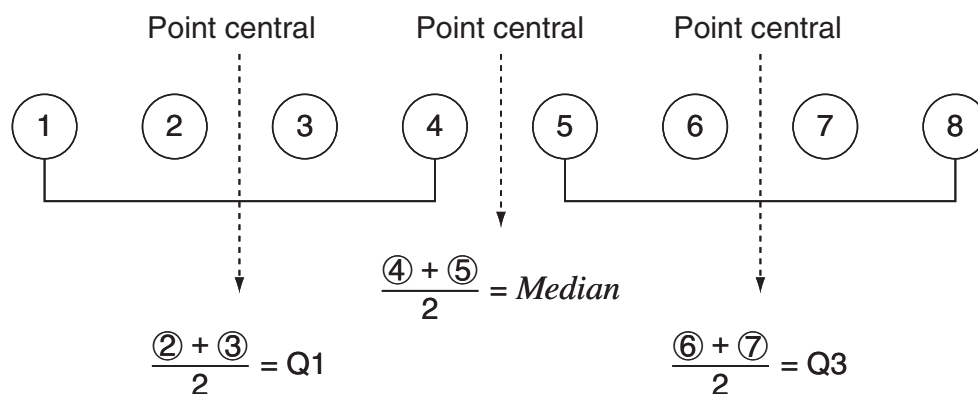 Point central Point central Point central
1 2 3 4 5 6 7 8
(④ + ⑤) / 2 = Median
(② + ③) / 2 = Q1 (⑥ + ⑦) / 2 = Q3